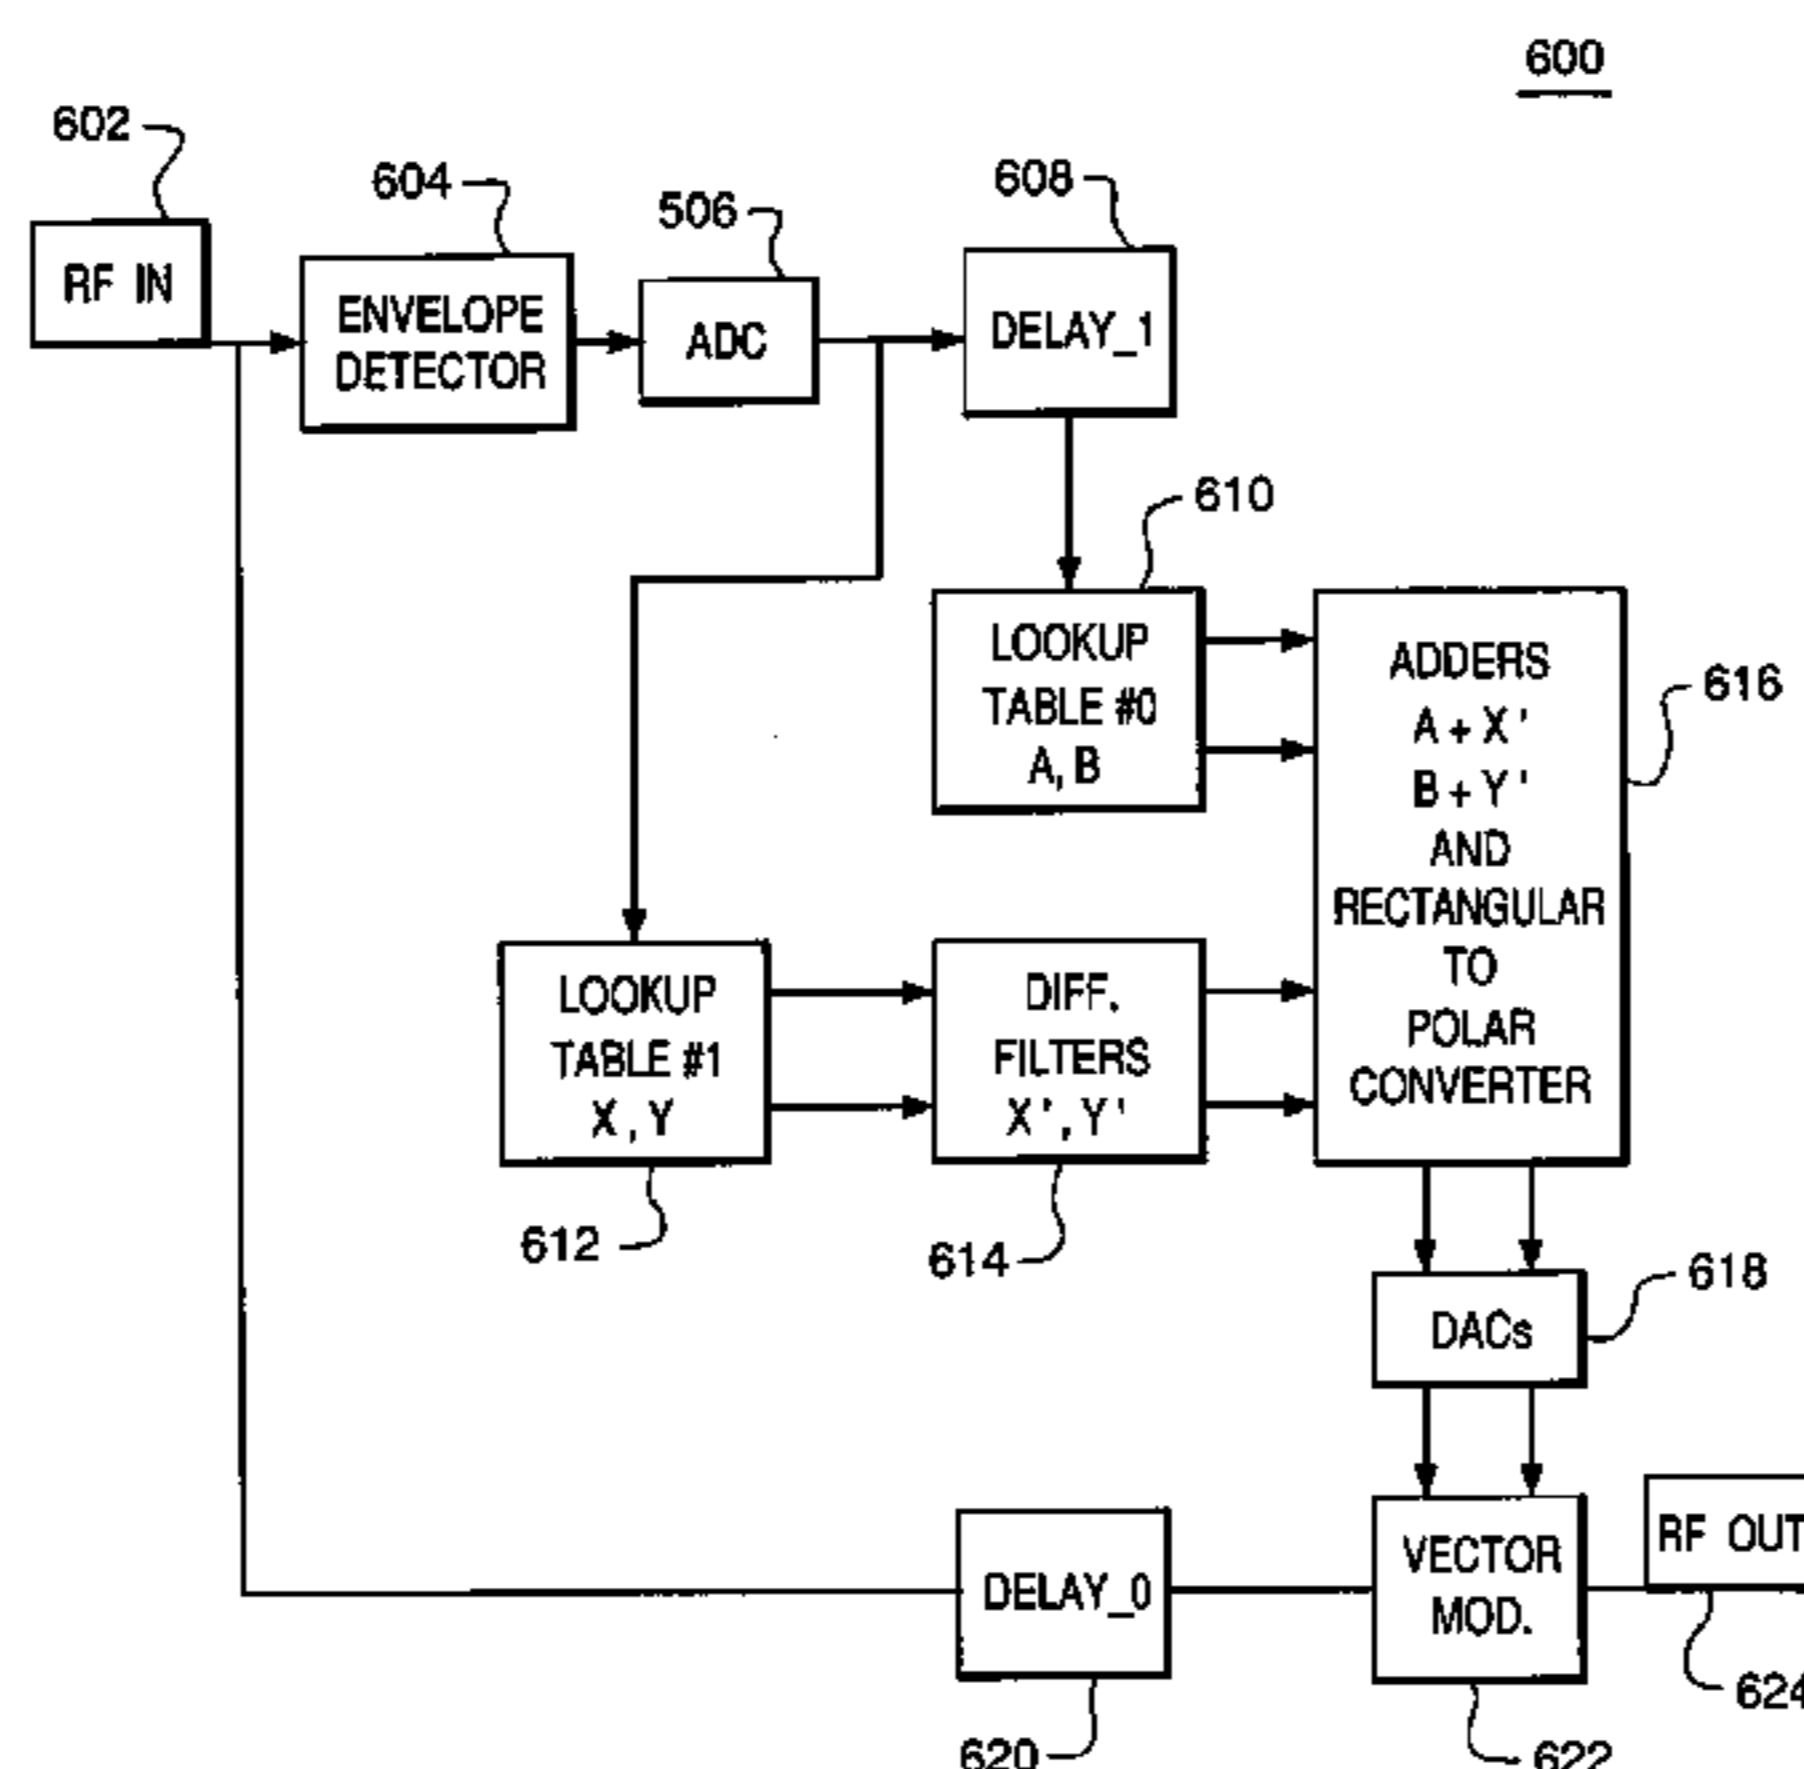 600
602
RF IN
604
ENVELOPE
DETECTOR
506
ADC
608
DELAY_1
610
LOOKUP
TABLE #0
A, B
616
ADDERS
A + X'
B + Y'
AND
RECTANGULAR
TO
POLAR
CONVERTER
LOOKUP
TABLE #1
X, Y
612
DIFF.
FILTERS
X', Y'
614
618
DACs
DELAY_0
620
VECTOR
MOD.
622
RF OUT
624